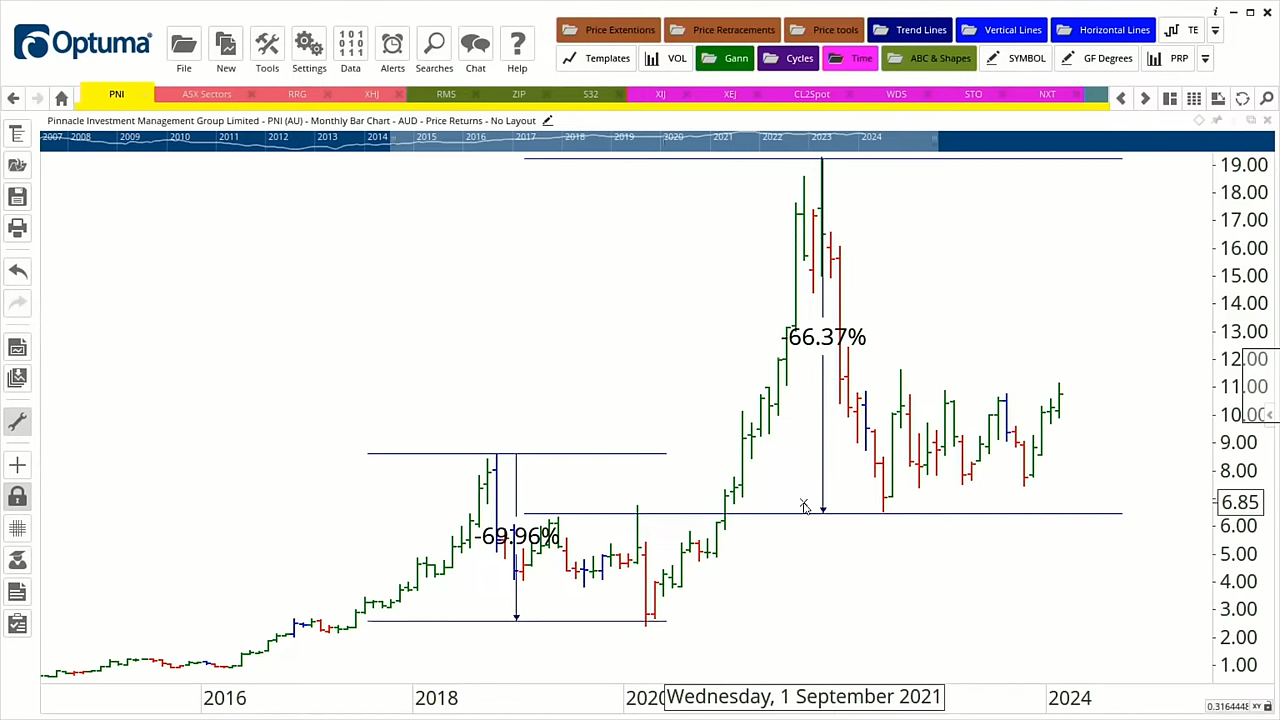 Optuma
File
New
Tools
Settings
Data
Alerts
Searches
Chat
Help
Price Extentions
Price Retracements
Price tools
Trend Lines
Vertical Lines
Horizontal Lines
TE
Templates
VOL
Gann
Cycles
Time
ABC & Shapes
SYMBOL
GF Degrees
PRP
PNI
ASX Sectors
RRG
XHJ
RMS
ZIP
S32
XIJ
XEJ
CL2Spot
WDS
STO
NXT
Pinnacle Investment Management Group Limited - PNI (AU) - Monthly Bar Chart - AUD - Price Returns - No Layout
2007 2008 2009 2010 2011 2012 2013 2014 2015 2016 2017 2018 2019 2020 2021 2022 2023 2024
19.00
18.00
17.00
16.00
15.00
14.00
13.00
-66.37%
12.00
11.00
10.00
9.00
8.00
6.85
6.00
-69.96%
5.00
4.00
3.00
2.00
1.00
2016
2018
2020
Wednesday, 1 September 2021
2024
0.3164448
XY